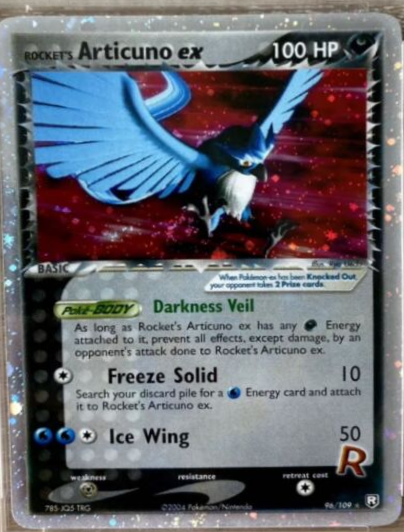 ROCKET'S Articuno ex 100 HP
BASIC
When Pokémon-ex has been Knocked Out, your opponent takes 2 Prize cards.
Poké-BODY Darkness Veil
As long as Rocket's Articuno ex has any Energy
attached to it, prevent all effects, except damage, by an
opponent's attack done to Rocket's Articuno ex.
Freeze Solid 10
Search your discard pile for a Energy card and attach
it to Rocket's Articuno ex.
Ice Wing 50
R
weakness resistance retreat cost
©2004 Pokémon/Nintendo 96/109 R